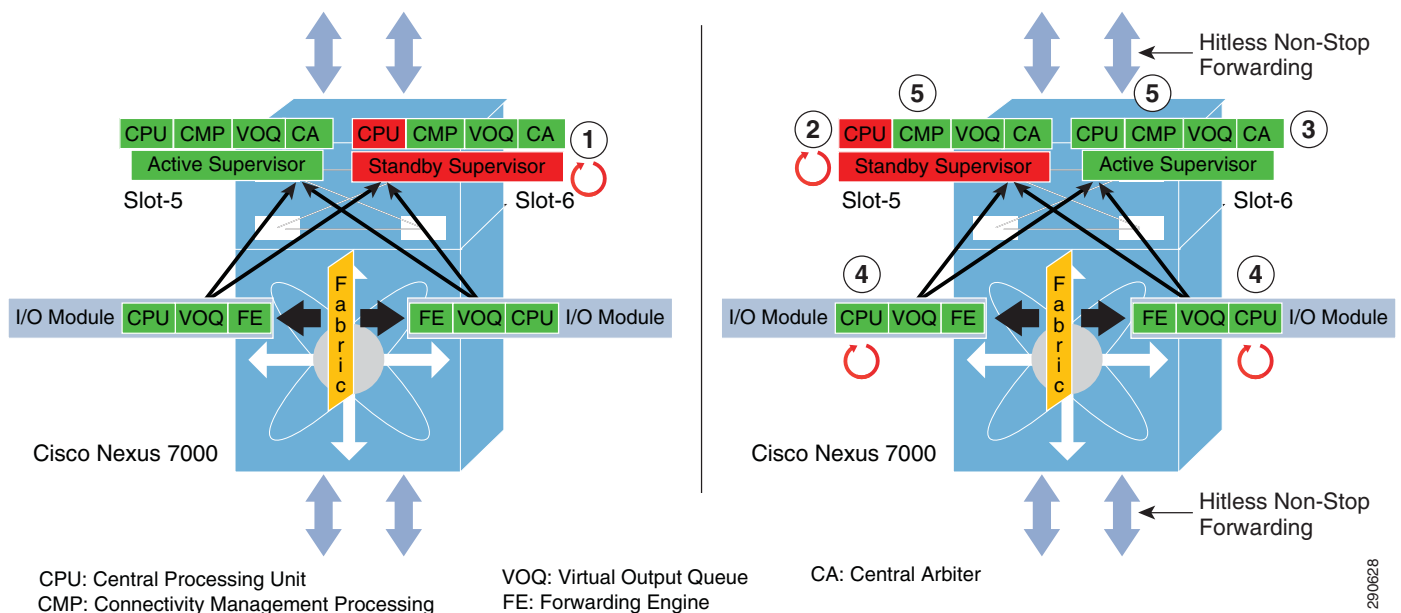 Hitless Non-Stop
Forwarding
5
5
CPU CMP VOQ CA
CPU CMP VOQ CA
1
2
CPU CMP VOQ CA
CPU CMP VOQ CA
3
Active Supervisor
Standby Supervisor
Standby Supervisor
Active Supervisor
Slot-5
Slot-6
Slot-5
Slot-6
4
4
Fabric
Fabric
I/O Module CPU VOQ FE
FE VOQ CPU I/O Module
I/O Module CPU VOQ FE
FE VOQ CPU I/O Module
Cisco Nexus 7000
Cisco Nexus 7000
Hitless Non-Stop
Forwarding
CPU: Central Processing Unit
CMP: Connectivity Management Processing
VOQ: Virtual Output Queue
FE: Forwarding Engine
CA: Central Arbiter
290628